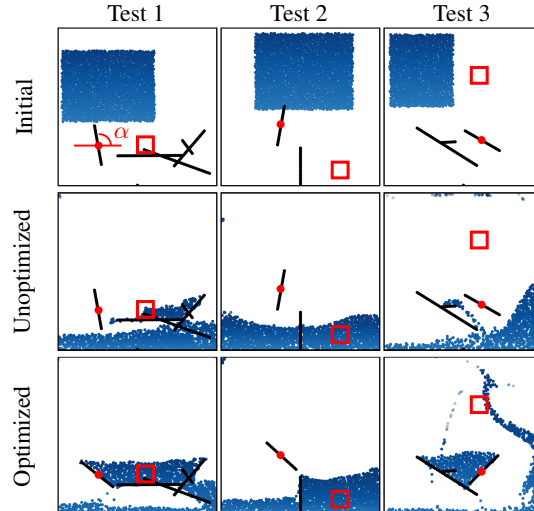 Test 1 Test 2 Test 3
Initial
α
Unoptimized
Optimized